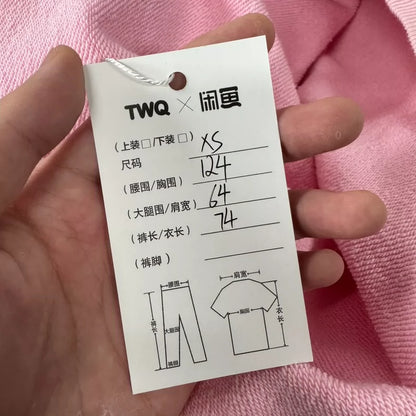 TWQ × 闲鱼
(上装□/下装□)
尺码 XS
(腰围/胸围) 124
(大腿围/肩宽) 64
(裤长/衣长) 74
(裤脚)
腰围 肩宽
裤长 大腿围 胸围 衣长
裤脚